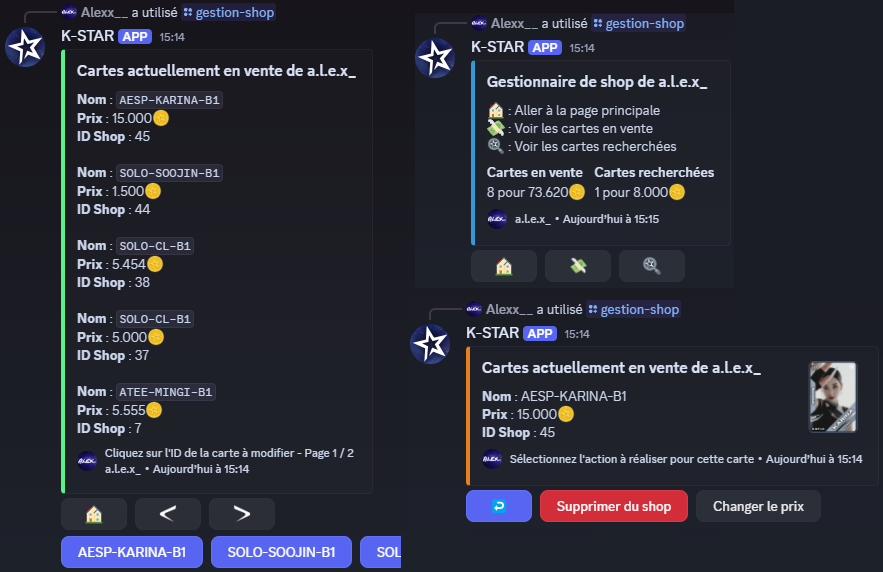 Alexx__ a utilisé gestion-shop
K-STAR APP 15:14
Cartes actuellement en vente de a.l.e.x_
Nom : AESP-KARINA-B1
Prix : 15.000
ID Shop : 45
Nom : SOLO-SOOJIN-B1
Prix : 1.500
ID Shop : 44
Nom : SOLO-CL-B1
Prix : 5.454
ID Shop : 38
Nom : SOLO-CL-B1
Prix : 5.000
ID Shop : 37
Nom : ATEE-MINGI-B1
Prix : 5.555
ID Shop : 7
Cliquez sur l'ID de la carte à modifier - Page 1 / 2
a.l.e.x_ • Aujourd'hui à 15:14
< >
AESP-KARINA-B1 SOLO-SOOJIN-B1 SOL
Alexx__ a utilisé gestion-shop
K-STAR APP 15:14
Gestionnaire de shop de a.l.e.x_
: Aller à la page principale
: Voir les cartes en vente
: Voir les cartes recherchées
Cartes en vente Cartes recherchées
8 pour 73.620 1 pour 8.000
a.l.e.x_ • Aujourd'hui à 15:15
Alexx__ a utilisé gestion-shop
K-STAR APP 15:14
Cartes actuellement en vente de a.l.e.x_
Nom : AESP-KARINA-B1
Prix : 15.000
ID Shop : 45
KARINA
Sélectionnez l'action à réaliser pour cette carte • Aujourd'hui à 15:14
Supprimer du shop Changer le prix